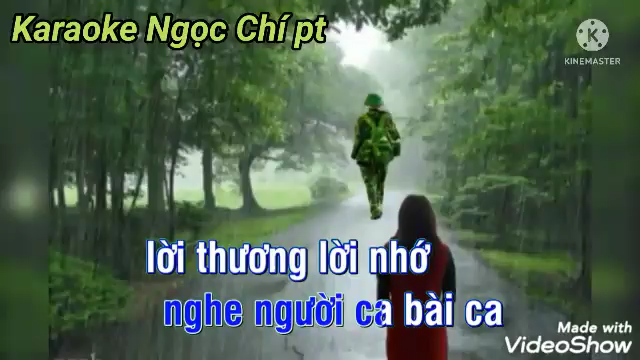 Karaoke Ngọc Chí pt
KINEMASTER
lời thương lời nhớ
nghe người ca bài ca
Made with
VideoShow